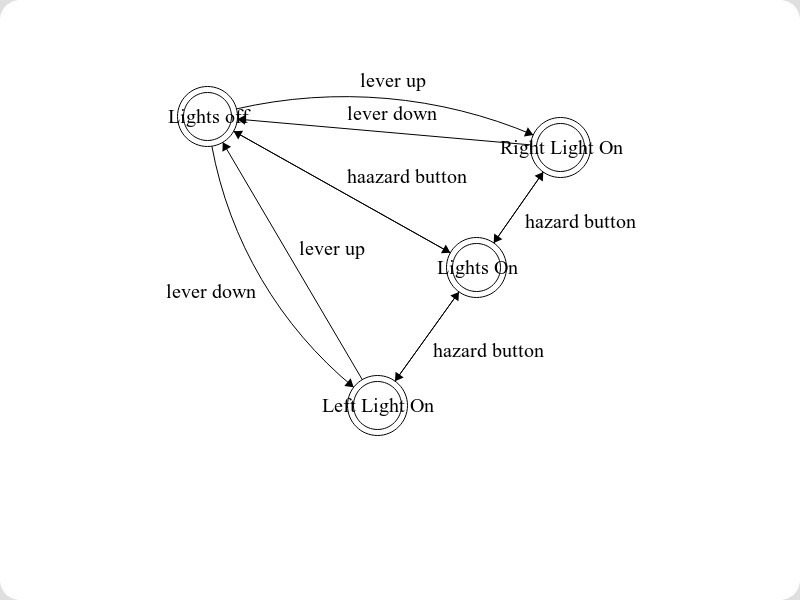 lever up
Lights off
lever down
Right Light On
haazard button
hazard button
lever up
Lights On
lever down
hazard button
Left Light On